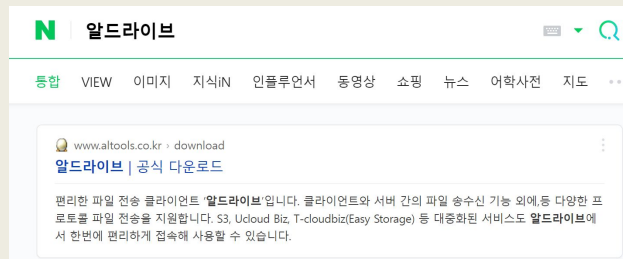 N 알드라이브
통합 VIEW 이미지 지식iN 인플루언서 동영상 쇼핑 뉴스 어학사전 지도
www.altools.co.kr › download
알드라이브 | 공식 다운로드
편리한 파일 전송 클라이언트 '알드라이브'입니다. 클라이언트와 서버 간의 파일 송수신 기능 외에,등 다양한 프
로토콜 파일 전송을 지원합니다. S3, Ucloud Biz, T-cloudbiz(Easy Storage) 등 대중화된 서비스도 알드라이브에
서 한번에 편리하게 접속해 사용할 수 있습니다.